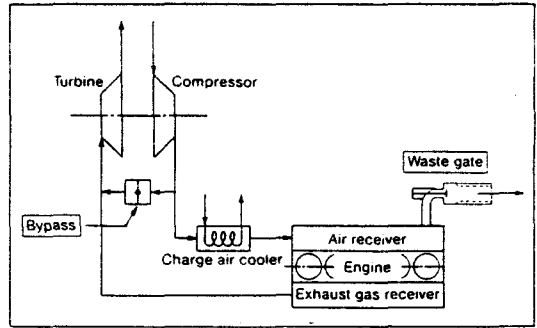 Turbine
Compressor
Waste gate
Bypass
Charge air cooler
Air receiver
Engine
Exhaust gas receiver